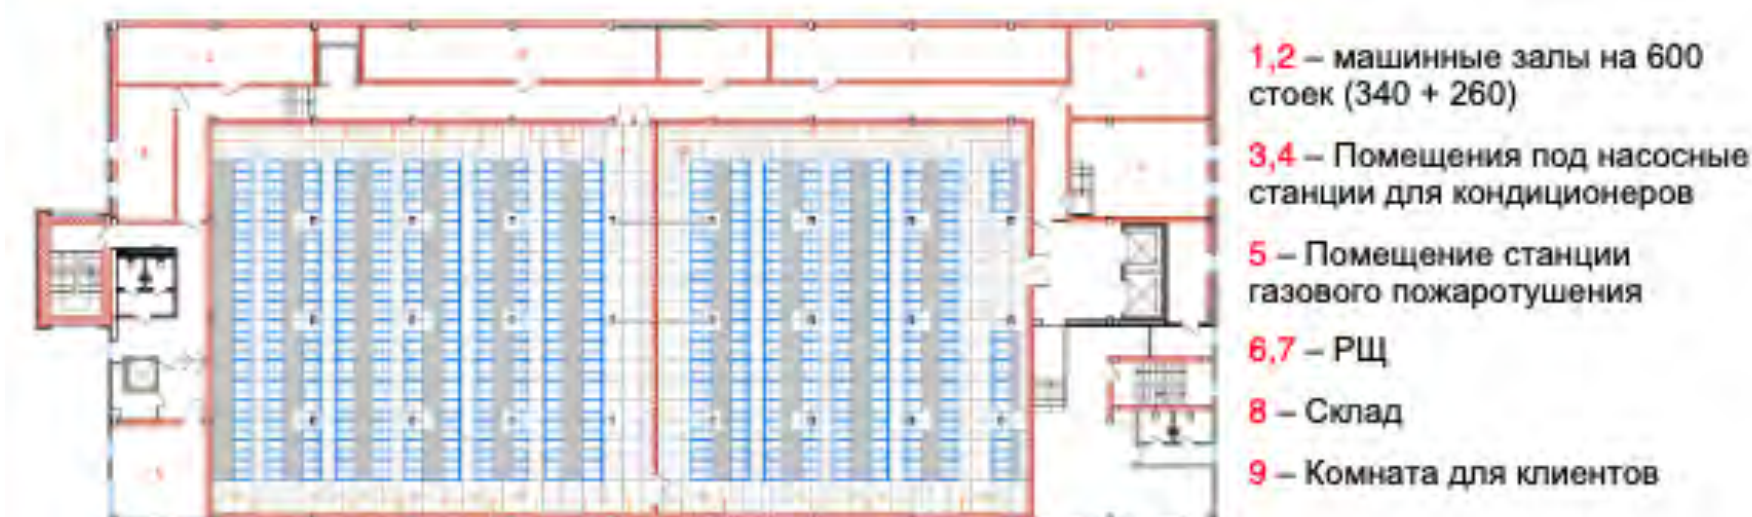 1,2 – машинные залы на 600
стоек (340 + 260)
3,4 – Помещения под насосные
станции для кондиционеров
5 – Помещение станции
газового пожаротушения
6,7 – РЩ
8 – Склад
9 – Комната для клиентов